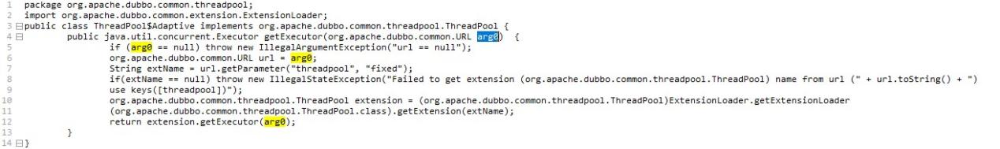 1 package org.apache.dubbo.common.threadpool;
2 import org.apache.dubbo.common.extension.ExtensionLoader;
3 public class ThreadPool$Adaptive implements org.apache.dubbo.common.threadpool.ThreadPool {
4 public java.util.concurrent.Executor getExecutor(org.apache.dubbo.common.URL arg0) {
5 if (arg0 == null) throw new IllegalArgumentException("url == null");
6 org.apache.dubbo.common.URL url = arg0;
7 String extName = url.getParameter("threadpool", "fixed");
8 if(extName == null) throw new IllegalStateException("Failed to get extension (org.apache.dubbo.common.threadpool.ThreadPool) name from url (" + url.toString() + ")
9 use keys([threadpool])");
10 org.apache.dubbo.common.threadpool.ThreadPool extension = (org.apache.dubbo.common.threadpool.ThreadPool)ExtensionLoader.getExtensionLoader
11 (org.apache.dubbo.common.threadpool.ThreadPool.class).getExtension(extName);
12 return extension.getExecutor(arg0);
13 }
14 }